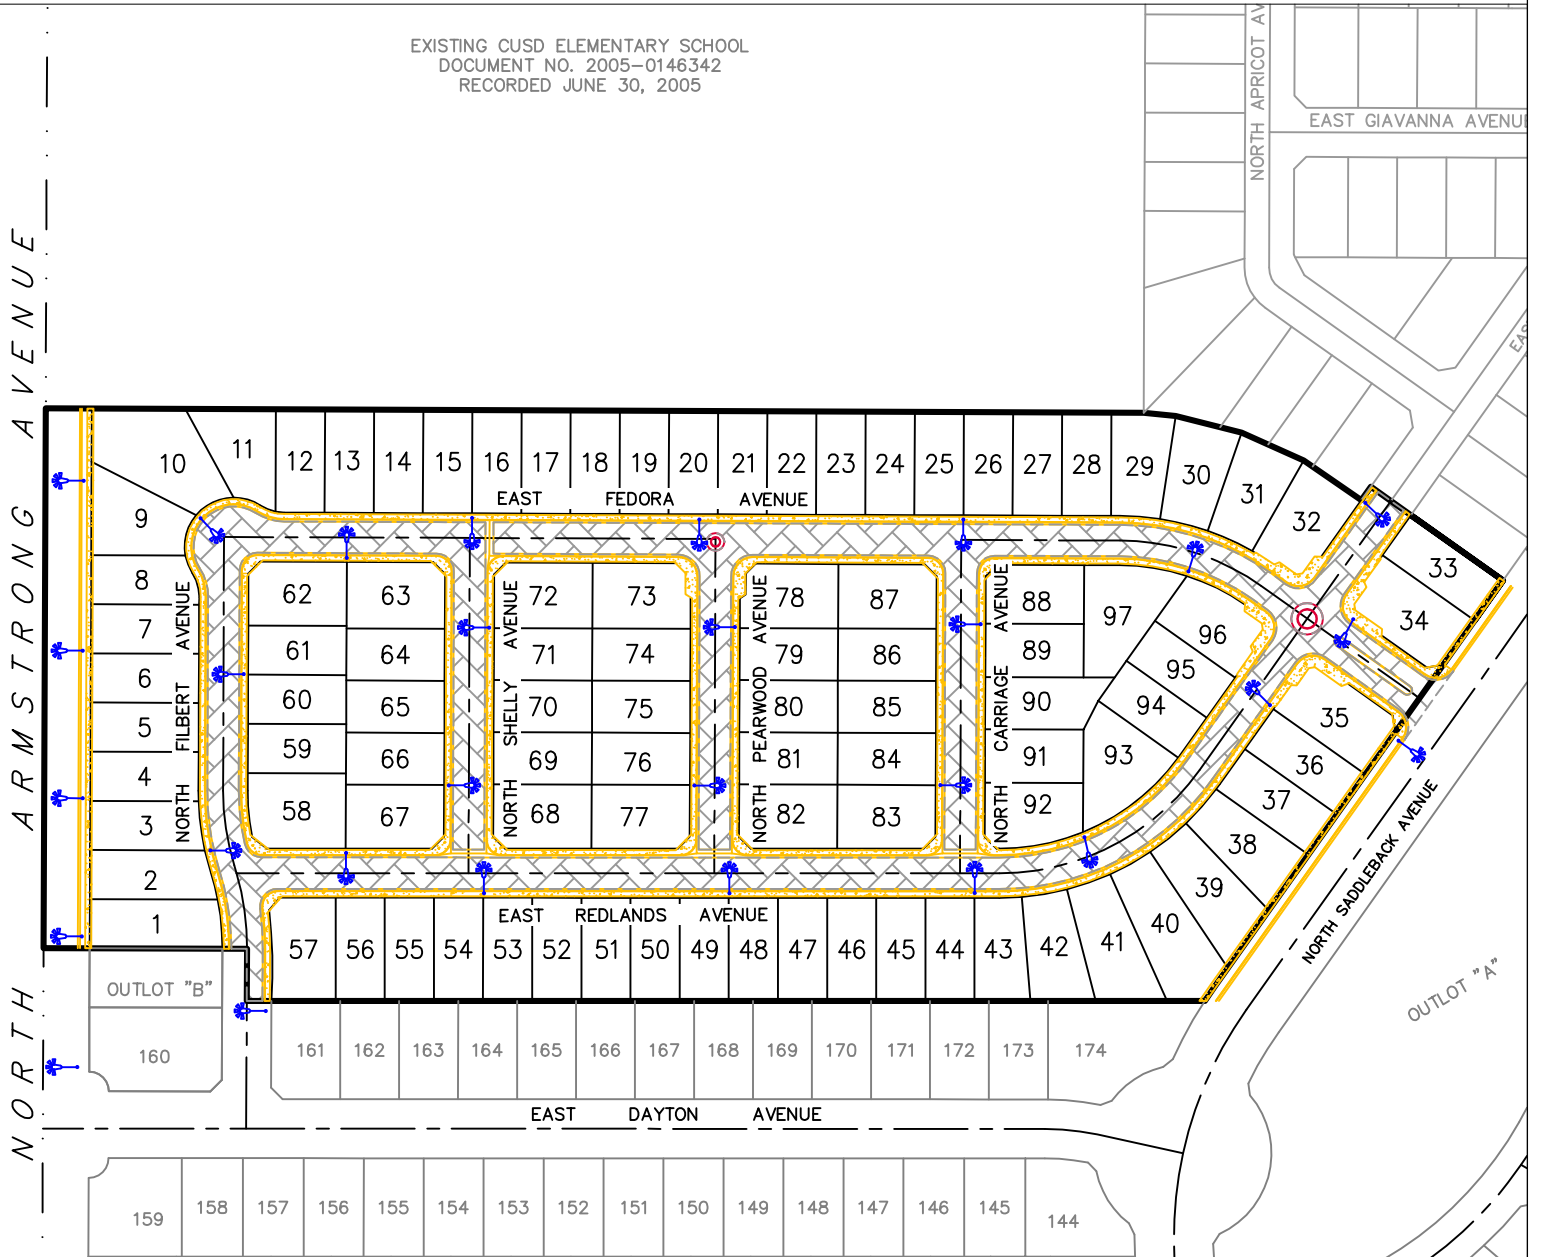 EXISTING CUSD ELEMENTARY SCHOOL
DOCUMENT NO. 2005-0146342
RECORDED JUNE 30, 2005
NORTH APRICOT AV
EAST GIAVANNA AVENU
EAS
NORTH ARMSTRONG AVENUE
10
11
12 13 14 15 16 17 18 19 20 21 22 23 24 25 26 27 28 29 30 31 32
33
34
EAST FEDORA AVENUE
9
8
7
6
5
4
3
2
1
NORTH FILBERT AVENUE
62 63
61 64
60 65
59 66
58 67
NORTH SHELLY AVENUE
72 73
71 74
70 75
69 76
68 77
NORTH PEARWOOD AVENUE
78 87
79 86
80 85
81 84
82 83
NORTH CARRIAGE AVENUE
88
89
90
91
92
97
96
95
94
93
35
36
37
38
39
40
41
42
EAST REDLANDS AVENUE
57 56 55 54 53 52 51 50 49 48 47 46 45 44 43
NORTH SADDLEBACK AVENUE
OUTLOT "A"
OUTLOT "B"
160
161 162 163 164 165 166 167 168 169 170 171 172 173 174
EAST DAYTON AVENUE
159 158 157 156 155 154 153 152 151 150 149 148 147 146 145 144